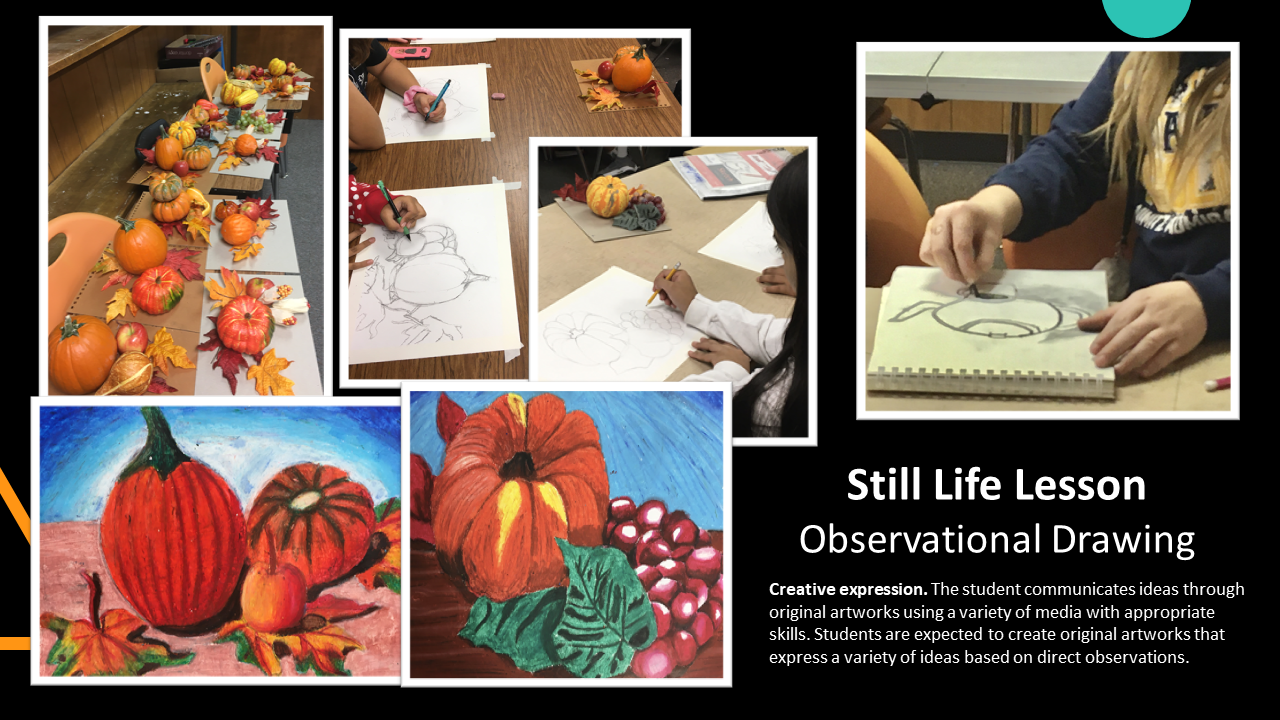 Still Life Lesson
Observational Drawing
Creative expression. The student communicates ideas through
original artworks using a variety of media with appropriate
skills. Students are expected to create original artworks that
express a variety of ideas based on direct observations.